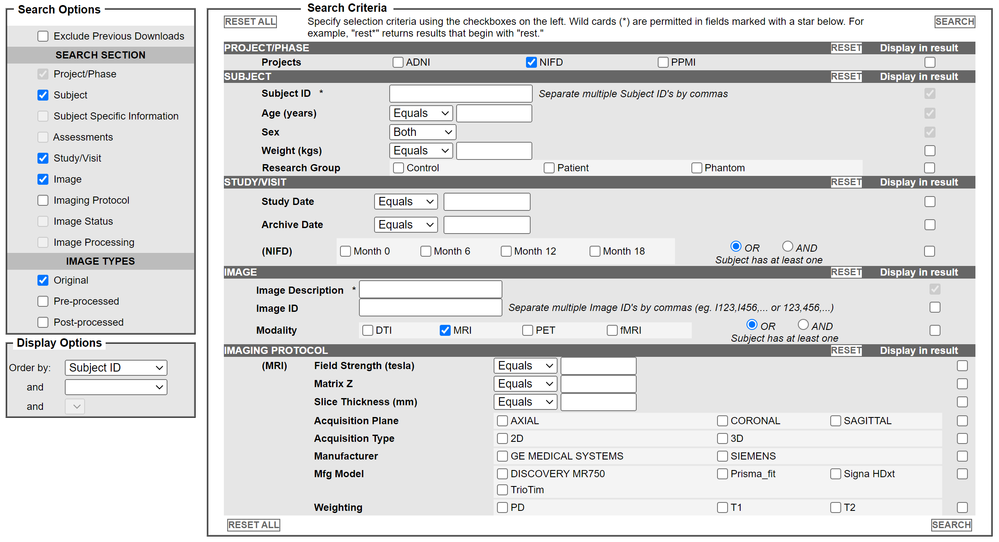 Search Options
Exclude Previous Downloads
SEARCH SECTION
Project/Phase
Subject
Subject Specific Information
Assessments
Study/Visit
Image
Imaging Protocol
Image Status
Image Processing
IMAGE TYPES
Original
Pre-processed
Post-processed
Display Options
Order by: Subject ID
and
and
Search Criteria
RESET ALL
Specify selection criteria using the checkboxes on the left. Wild cards (*) are permitted in fields marked with a star below. For
example, "rest*" returns results that begin with "rest."
SEARCH
PROJECT/PHASE RESET Display in result
Projects ADNI NIFD PPMI
SUBJECT RESET Display in result
Subject ID * Separate multiple Subject ID's by commas
Age (years) Equals
Sex Both
Weight (kgs) Equals
Research Group Control Patient Phantom
STUDY/VISIT RESET Display in result
Study Date Equals
Archive Date Equals
(NIFD) Month 0 Month 6 Month 12 Month 18 OR AND
Subject has at least one
IMAGE RESET Display in result
Image Description *
Image ID Separate multiple Image ID's by commas (eg. I123,I456,... or 123,456,...)
Modality DTI MRI PET fMRI OR AND
Subject has at least one
IMAGING PROTOCOL RESET Display in result
(MRI) Field Strength (tesla) Equals
Matrix Z Equals
Slice Thickness (mm) Equals
Acquisition Plane AXIAL CORONAL SAGITTAL
Acquisition Type 2D 3D
Manufacturer GE MEDICAL SYSTEMS SIEMENS
Mfg Model DISCOVERY MR750 Prisma_fit Signa HDxt
TrioTim
Weighting PD T1 T2
RESET ALL SEARCH